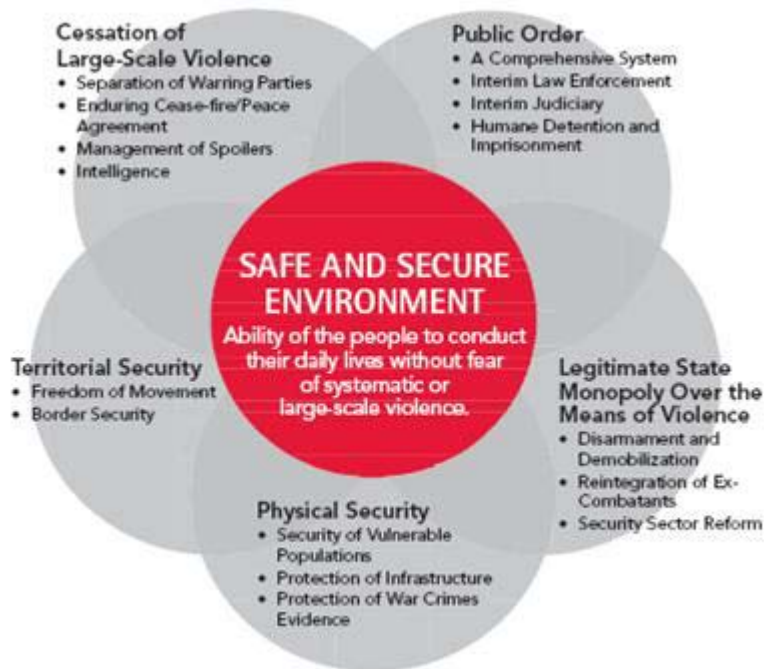 Cessation of
Large-Scale Violence
• Separation of Warring Parties
• Enduring Cease-fire/Peace
Agreement
• Management of Spoilers
• Intelligence
Public Order
• A Comprehensive System
• Interim Law Enforcement
• Interim Judiciary
• Humane Detention and
Imprisonment
SAFE AND SECURE
ENVIRONMENT
Ability of the people to conduct
their daily lives without fear
of systematic or
large-scale violence.
Territorial Security
• Freedom of Movement
• Border Security
Legitimate State
Monopoly Over the
Means of Violence
• Disarmament and
Demobilization
• Reintegration of Ex-
Combatants
• Security Sector Reform
Physical Security
• Security of Vulnerable
Populations
• Protection of Infrastructure
• Protection of War Crimes
Evidence